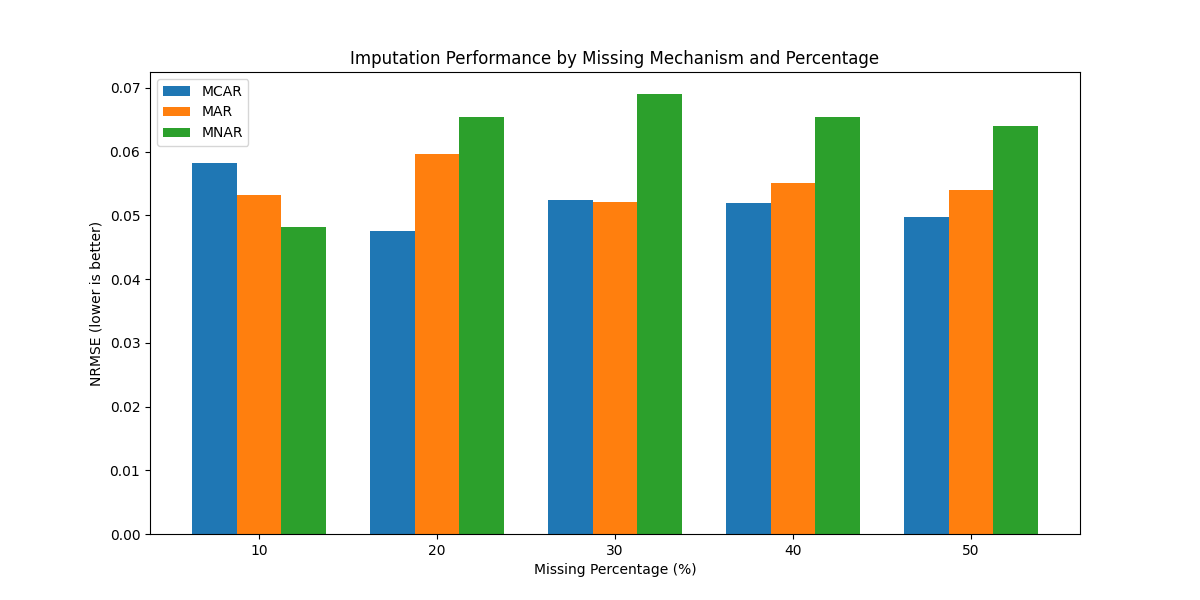 Imputation Performance by Missing Mechanism and Percentage
MCAR
MAR
MNAR
NRMSE (lower is better)
0.07
0.06
0.05
0.04
0.03
0.02
0.01
0.00
10 20 30 40 50
Missing Percentage (%)